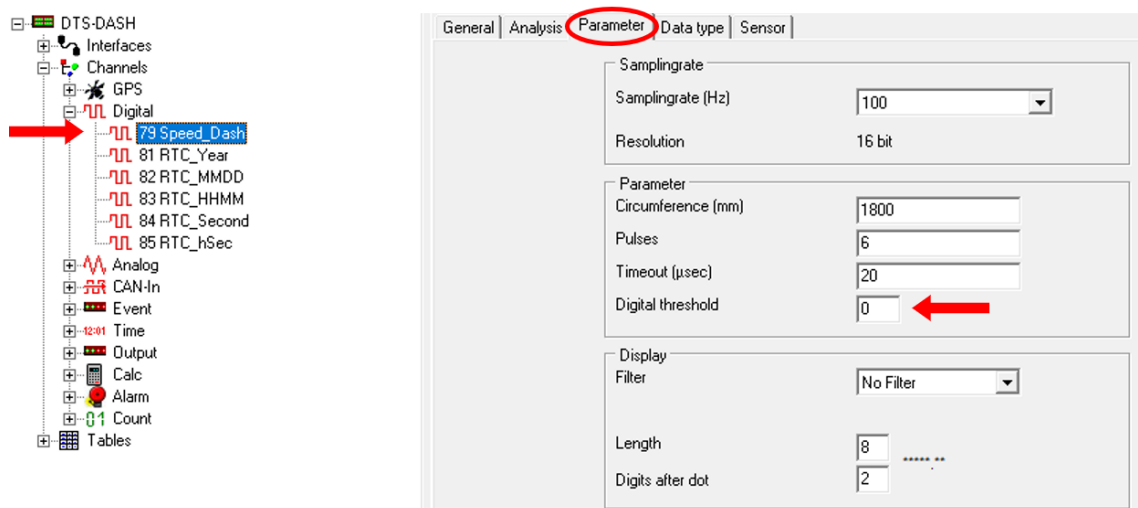 DTS-DASH
Interfaces
Channels
GPS
Digital
79 Speed_Dash
81 RTC_Year
82 RTC_MMDD
83 RTC_HHMM
84 RTC_Second
85 RTC_hSec
Analog
CAN-In
Event
12:01 Time
Output
Calc
Alarm
01 Count
Tables
General Analysis Parameter Data type Sensor
Samplingrate
Samplingrate (Hz) 100
Resolution 16 bit
Parameter
Circumference (mm) 1800
Pulses 6
Timeout (µsec) 20
Digital threshold 0
Display
Filter No Filter
Length 8 *****.**
Digits after dot 2